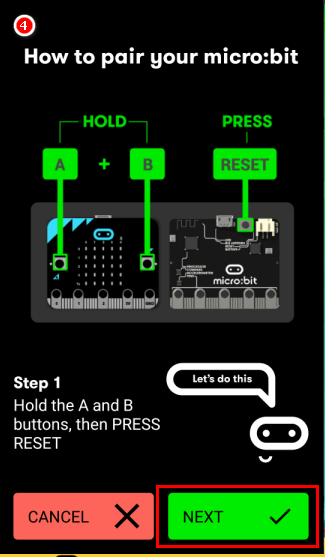 4
How to pair your micro:bit
HOLD PRESS
A + B RESET
micro:bit
Step 1
Let's do this
Hold the A and B
buttons, then PRESS
RESET
CANCEL NEXT